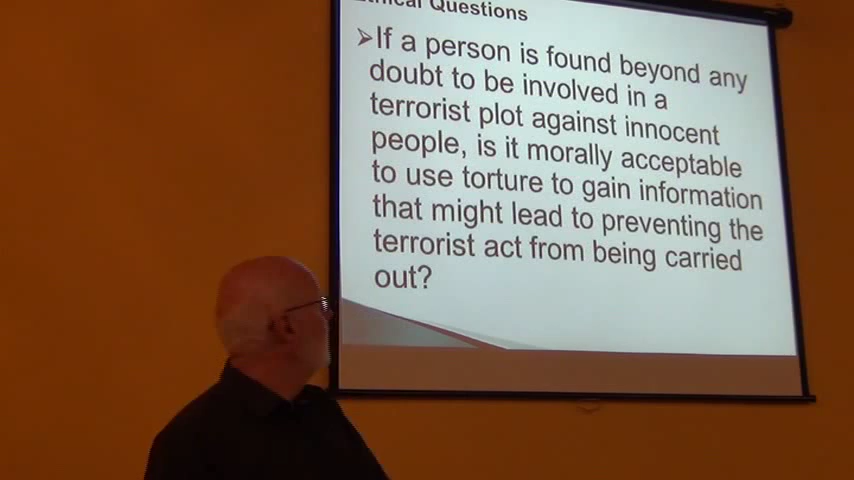 Ethical Questions
If a person is found beyond any
doubt to be involved in a
terrorist plot against innocent
people, is it morally acceptable
to use torture to gain information
that might lead to preventing the
terrorist act from being carried
out?